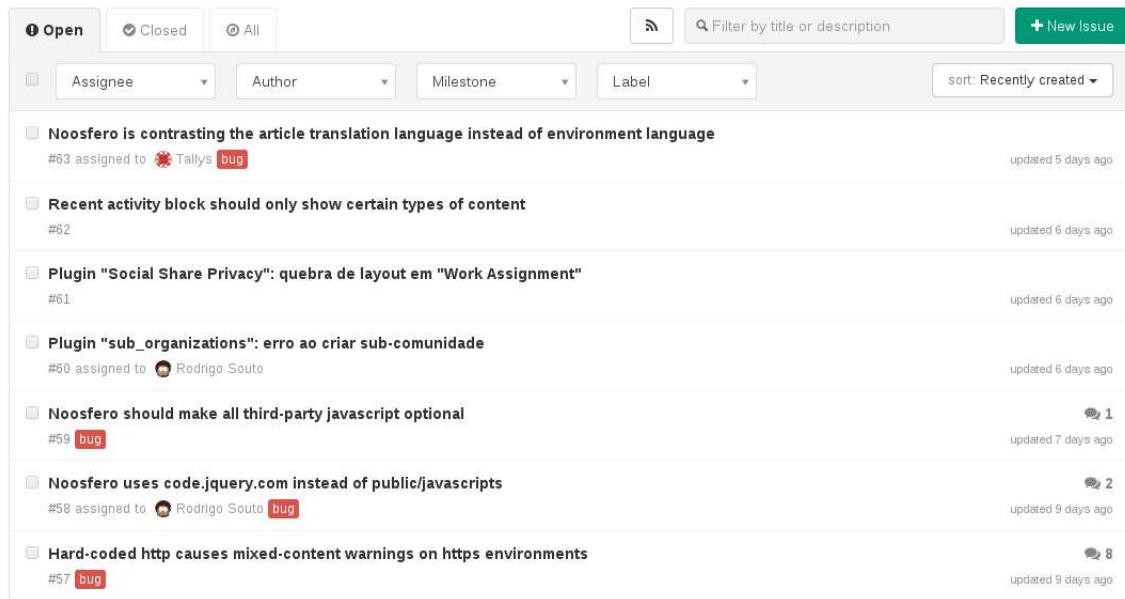 Open Closed All Filter by title or description New Issue
Assignee Author Milestone Label sort: Recently created
Noosfero is contrasting the article translation language instead of environment language
#63 assigned to Tallys bug updated 5 days ago
Recent activity block should only show certain types of content
#62 updated 6 days ago
Plugin "Social Share Privacy": quebra de layout em "Work Assignment"
#61 updated 6 days ago
Plugin "sub_organizations": erro ao criar sub-comunidade
#60 assigned to Rodrigo Souto updated 6 days ago
Noosfero should make all third-party javascript optional 1
#59 bug updated 7 days ago
Noosfero uses code.jquery.com instead of public/javascripts 2
#58 assigned to Rodrigo Souto bug updated 9 days ago
Hard-coded http causes mixed-content warnings on https environments 8
#57 bug updated 9 days ago